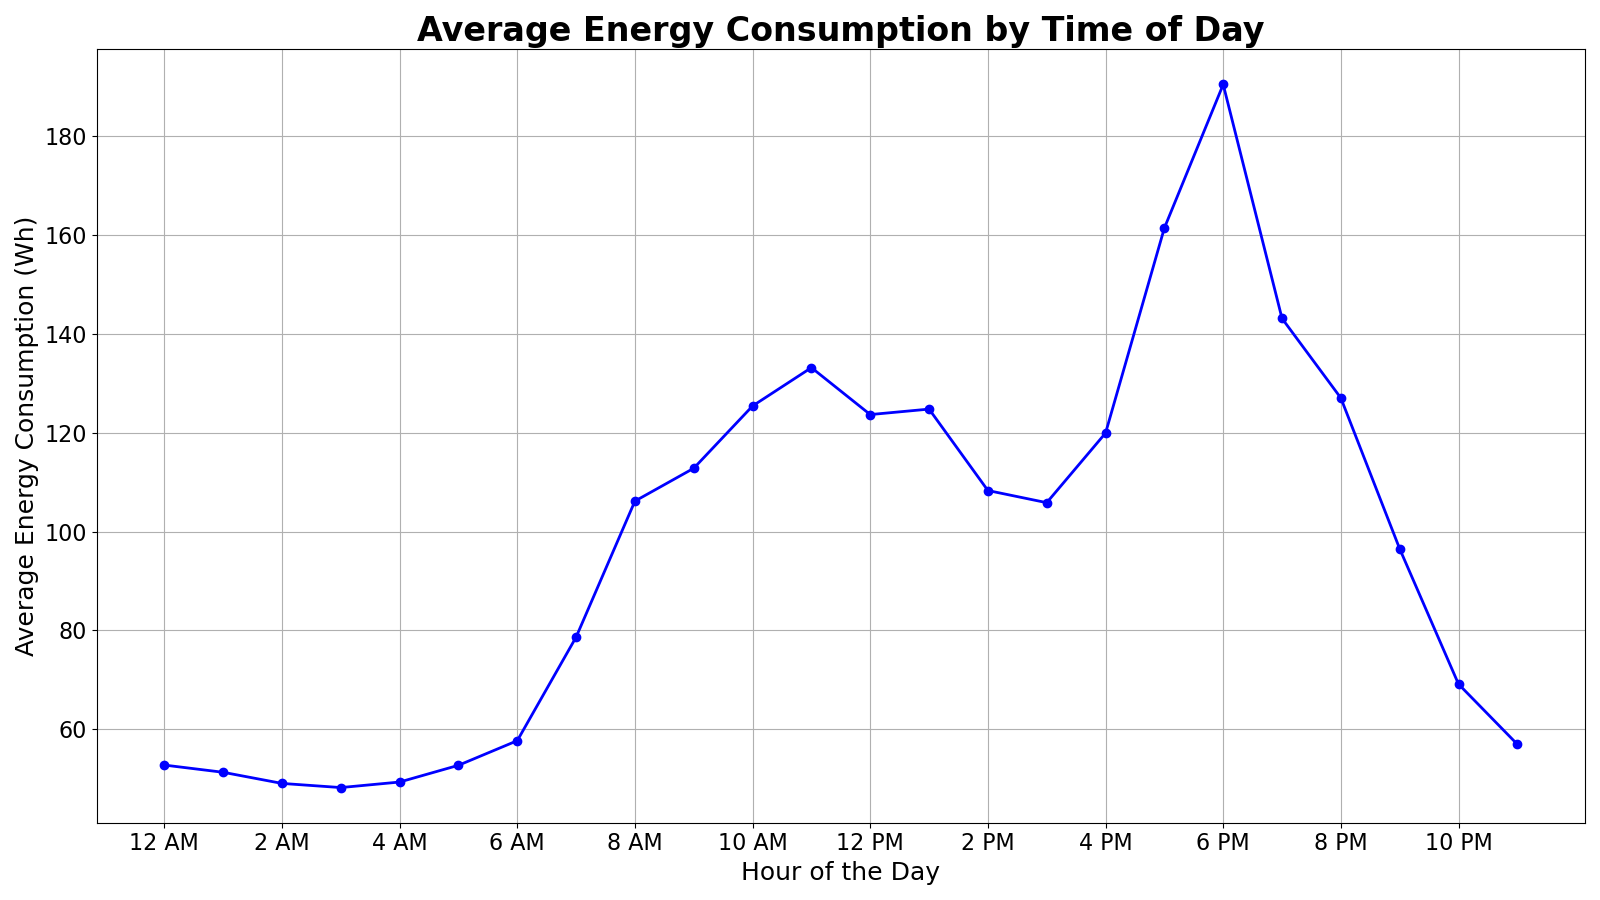 Average Energy Consumption by Time of Day
Average Energy Consumption (Wh)
180
160
140
120
100
80
60
12 AM 2 AM 4 AM 6 AM 8 AM 10 AM 12 PM 2 PM 4 PM 6 PM 8 PM 10 PM
Hour of the Day